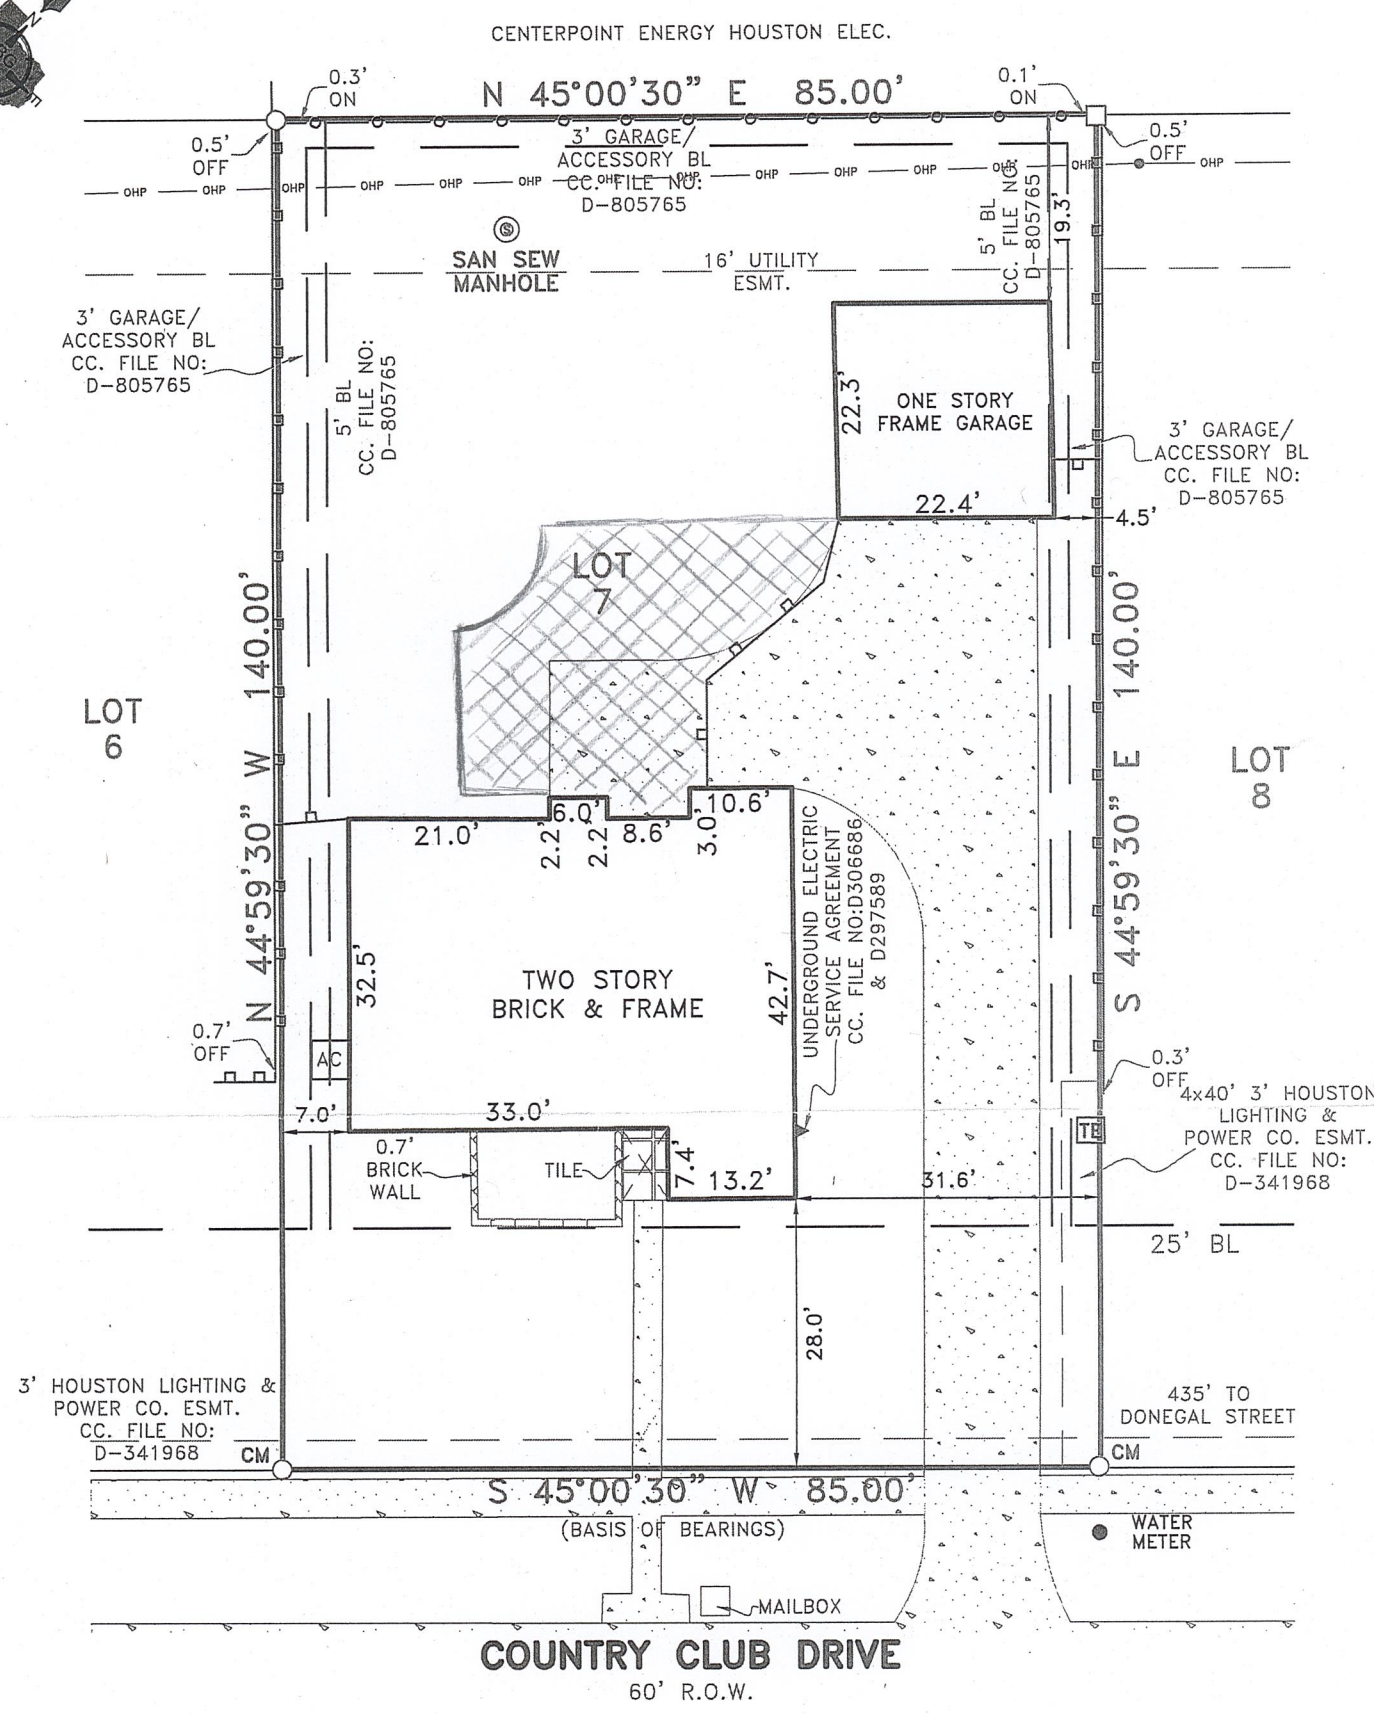 N
E
CENTERPOINT ENERGY HOUSTON ELEC.
0.3'
ON
N 45°00'30" E 85.00'
0.1'
ON
0.5'
OFF
0.5'
OFF
3' GARAGE/
ACCESSORY BL
CC. FILE NO:
D-805765
OHP OHP OHP OHP OHP OHP OHP OHP OHP OHP OHP OHP OHP OHP
5' BL
CC. FILE NO:
D-805765
19.3'
SAN SEW
MANHOLE
16' UTILITY
ESMT.
3' GARAGE/
ACCESSORY BL
CC. FILE NO:
D-805765
5' BL
CC. FILE NO:
D-805765
22.3'
ONE STORY
FRAME GARAGE
22.4'
3' GARAGE/
ACCESSORY BL
CC. FILE NO:
D-805765
4.5'
LOT
7
N 44°59'30" W 140.00'
S 44°59'30" E 140.00'
LOT
6
LOT
8
21.0'
2.2'
6.0'
2.2'
8.6'
3.0'
10.6'
UNDERGROUND ELECTRIC
SERVICE AGREEMENT
CC. FILE NO:D306686
& D297589
32.5'
TWO STORY
BRICK & FRAME
42.7'
0.7'
OFF
AC
0.3'
OFF
7.0'
33.0'
4x40' 3' HOUSTON
LIGHTING &
POWER CO. ESMT.
CC. FILE NO:
D-341968
TE
0.7'
BRICK
WALL
TILE
7.4'
13.2'
31.6'
25' BL
28.0'
3' HOUSTON LIGHTING &
POWER CO. ESMT.
CC. FILE NO:
D-341968
CM
435' TO
DONEGAL STREET
CM
S 45°00'30" W 85.00'
(BASIS OF BEARINGS)
WATER
METER
MAILBOX
COUNTRY CLUB DRIVE
60' R.O.W.